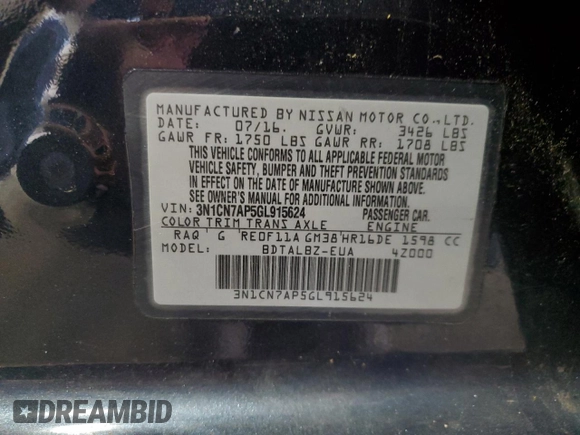 MANUFACTURED BY NISSAN MOTOR CO.,LTD.
DATE: 07/16. GVWR: 3426 LBS
GAWR FR: 1750 LBS GAWR RR: 1708 LBS
THIS VEHICLE CONFORMS TO ALL APPLICABLE FEDERAL MOTOR
VEHICLE SAFETY, BUMPER AND THEFT PREVENTION STANDARDS
IN EFFECT ON THE DATE OF MANUFACTURE SHOWN ABOVE.
SEE OWNER'S MANUAL FOR ADDITIONAL INFORMATION.
VIN: 3N1CN7AP5GL915624 PASSENGER CAR.
COLOR TRIM TRANS AXLE ENGINE
RAQ ' G ' RE0F11A GM38'HR16DE 1598 CC
MODEL: BDTALBZ-EUA 4Z000
3N1CN7AP5GL915624
DREAMBID